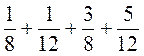 1/8 + 1/12 + 3/8 + 5/12